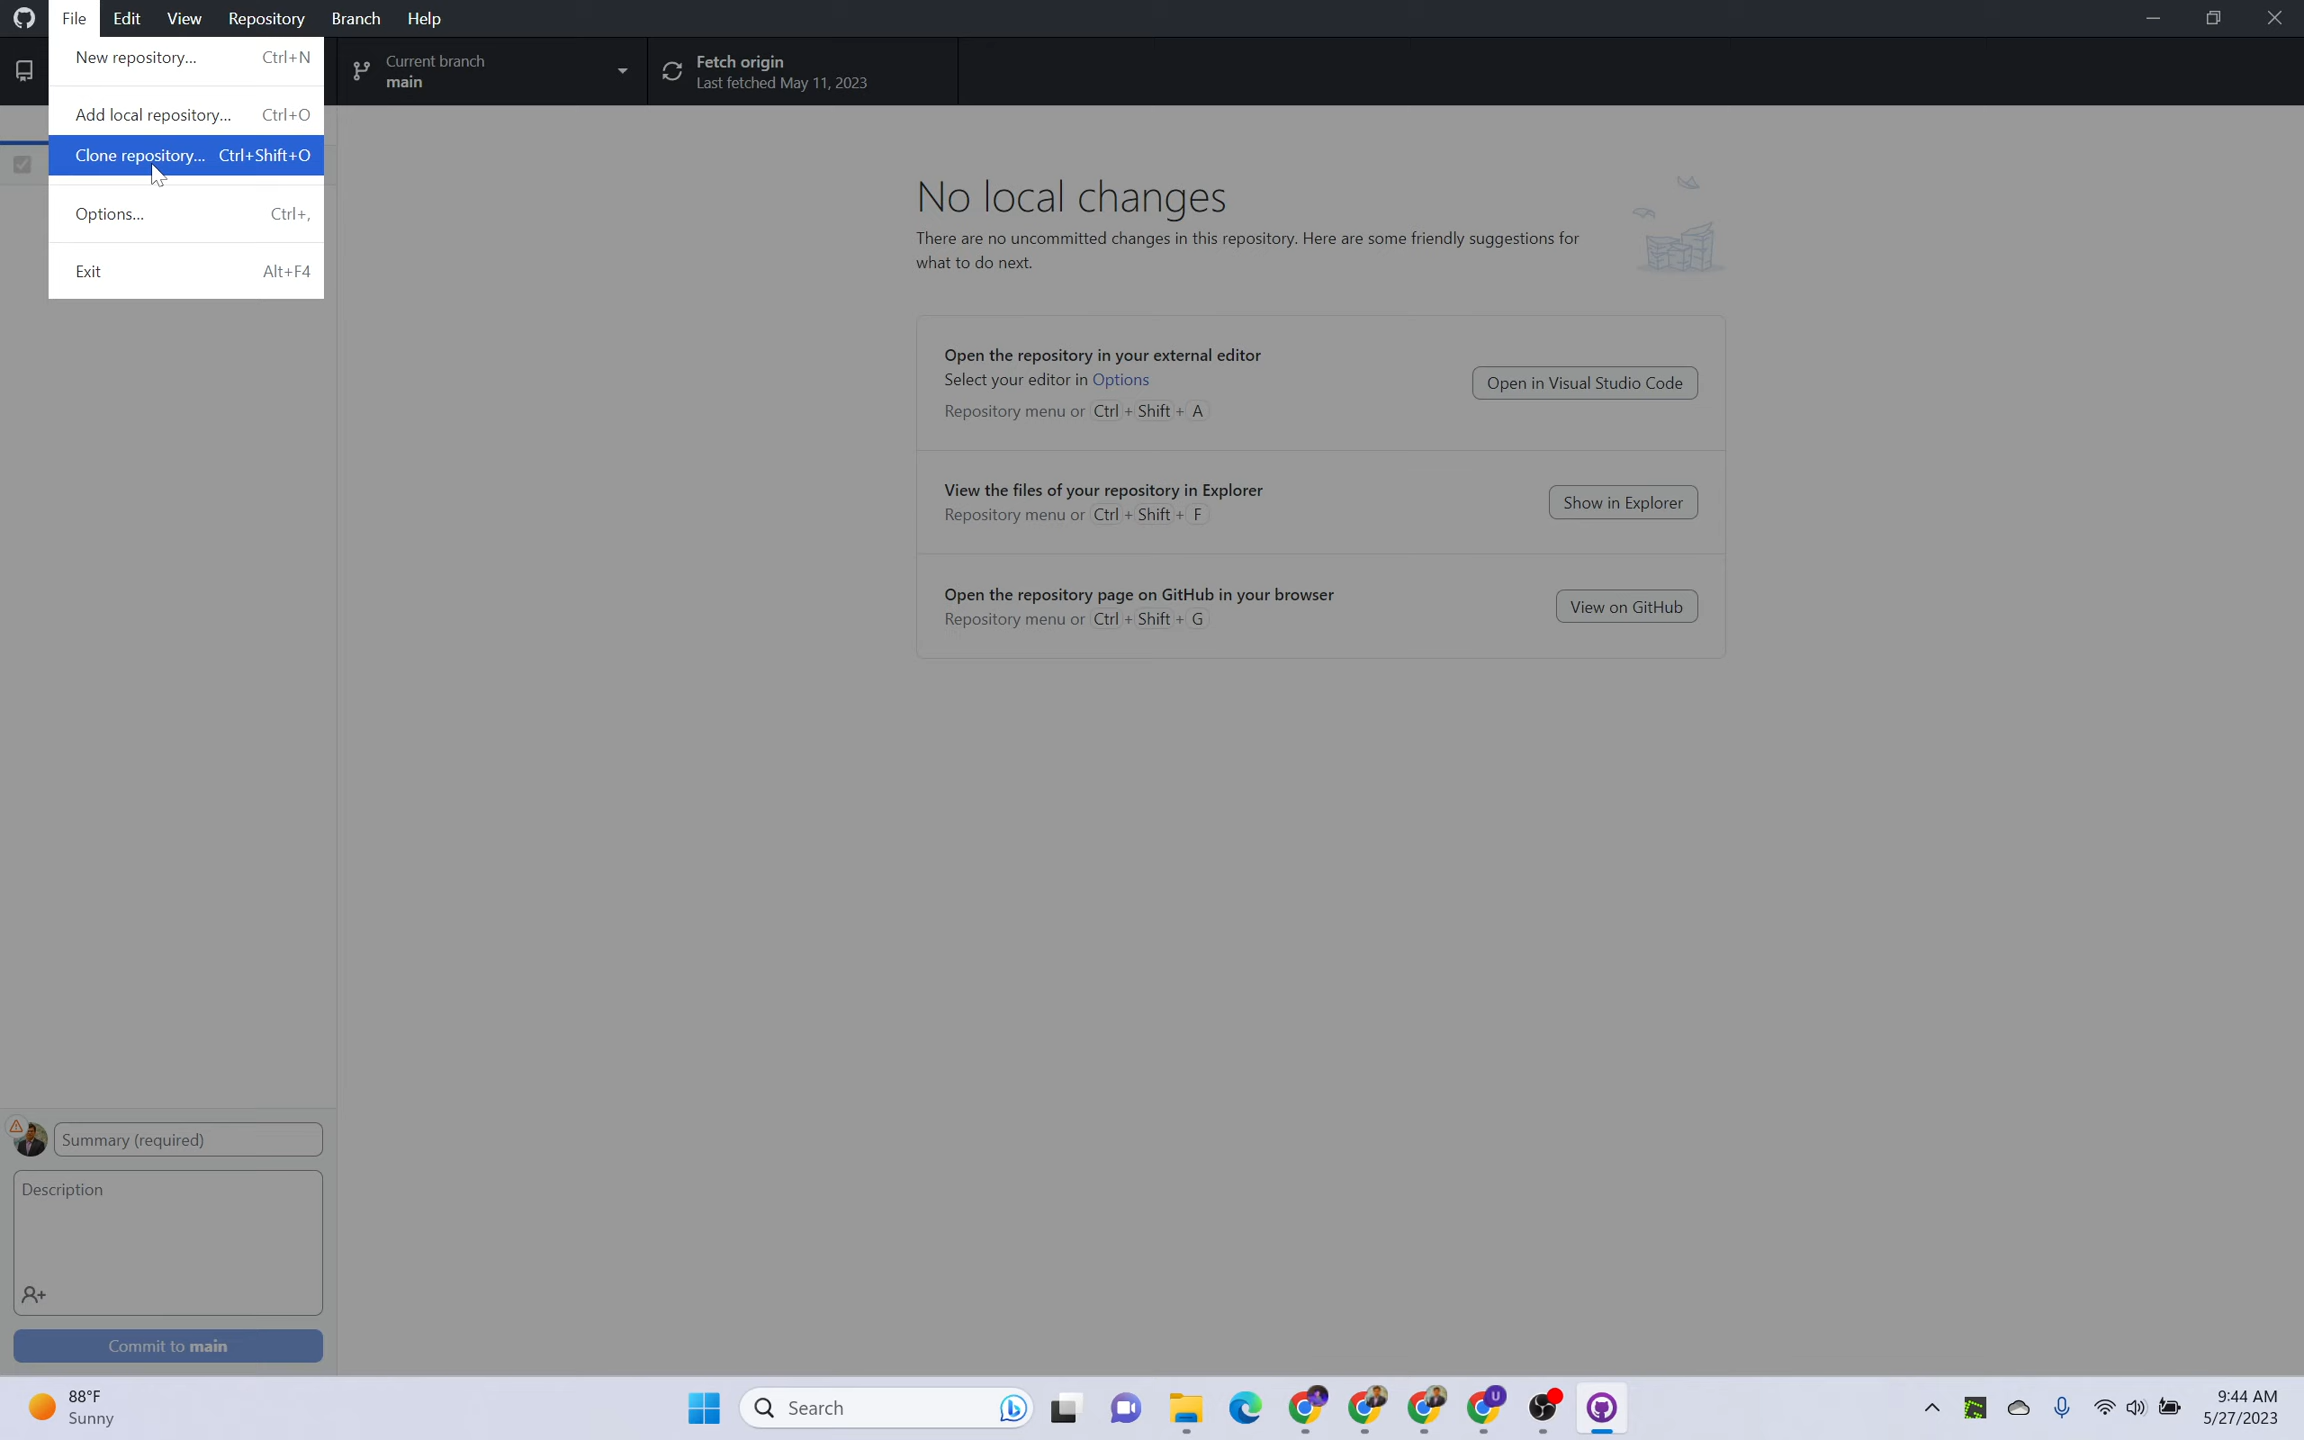 File Edit View Repository Branch Help
New repository... Ctrl+N
Add local repository... Ctrl+O
Clone repository... Ctrl+Shift+O
Options... Ctrl+,
Exit Alt+F4
Current branch
main
Fetch origin
Last fetched May 11, 2023
No local changes
There are no uncommitted changes in this repository. Here are some friendly suggestions for
what to do next.
Open the repository in your external editor
Select your editor in Options
Repository menu or Ctrl + Shift + A
Open in Visual Studio Code
View the files of your repository in Explorer
Repository menu or Ctrl + Shift + F
Show in Explorer
Open the repository page on GitHub in your browser
Repository menu or Ctrl + Shift + G
View on GitHub
Summary (required)
Description
Commit to main
88°F
Sunny
Search
U
9:44 AM
5/27/2023